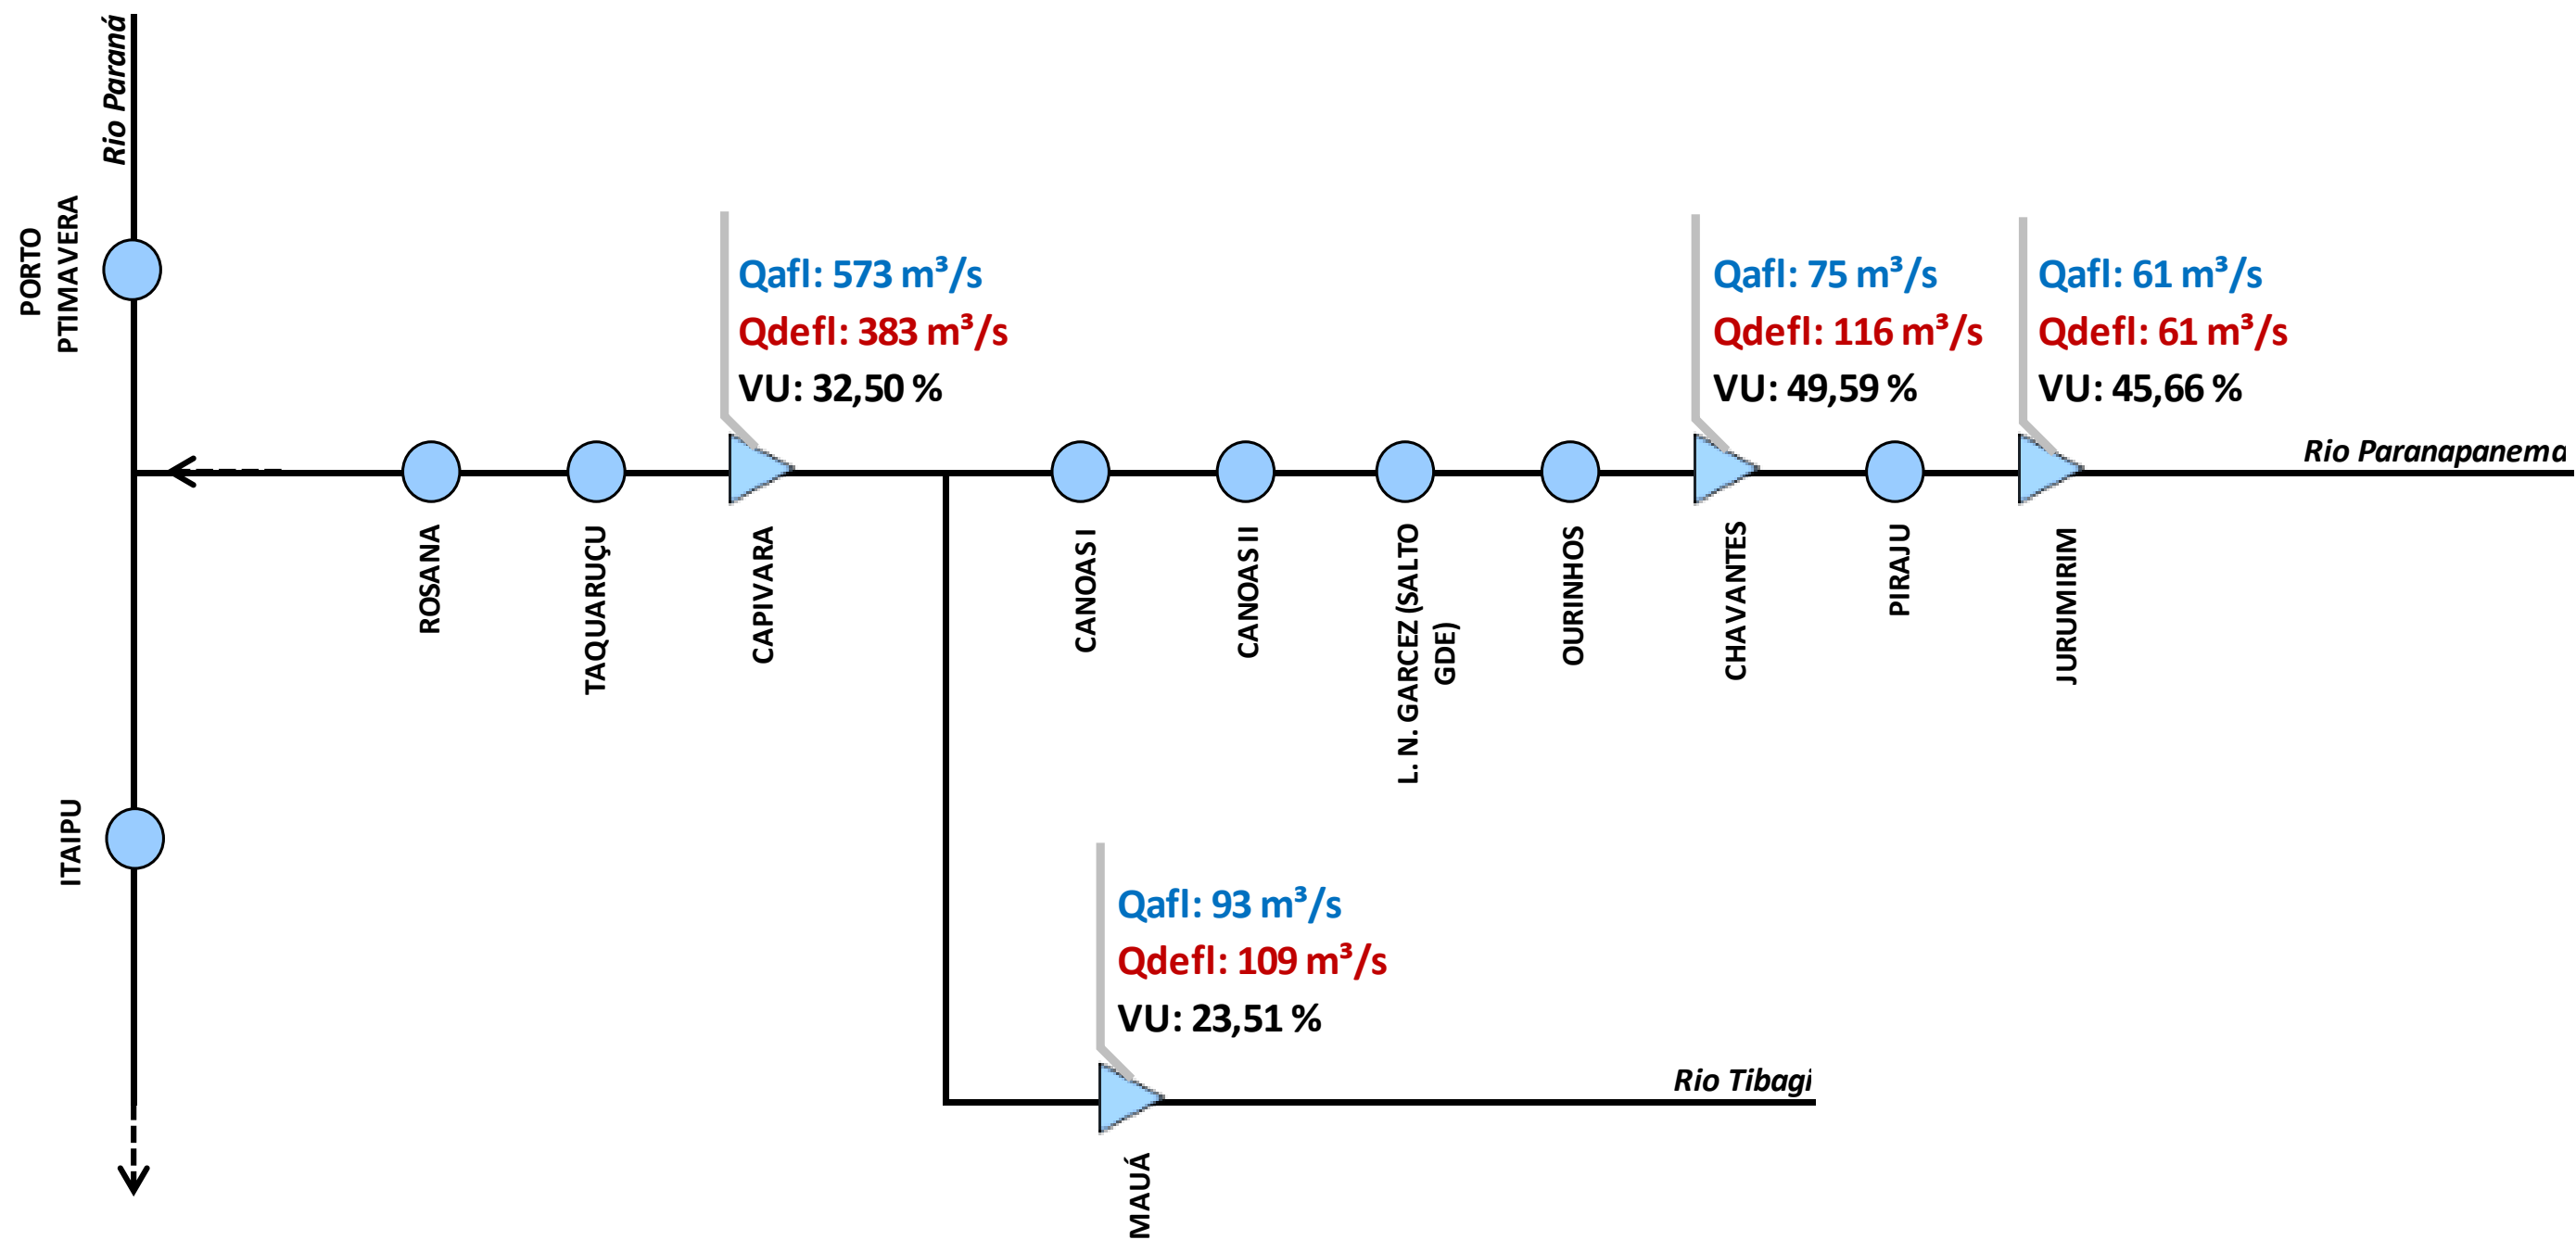 Rio Paraná
PORTO
PTIMAVERA
Qafl: 573 m³/s
Qdefl: 383 m³/s
VU: 32,50 %
Qafl: 75 m³/s
Qdefl: 116 m³/s
VU: 49,59 %
Qafl: 61 m³/s
Qdefl: 61 m³/s
VU: 45,66 %
Rio Paranapanema
ROSANA
TAQUARUÇU
CAPIVARA
CANOAS I
CANOAS II
L. N. GARCEZ (SALTO
GDE)
OURINHOS
CHAVANTES
PIRAJU
JURUMIRIM
ITAIPU
Qafl: 93 m³/s
Qdefl: 109 m³/s
VU: 23,51 %
Rio Tibagi
MAUÁ